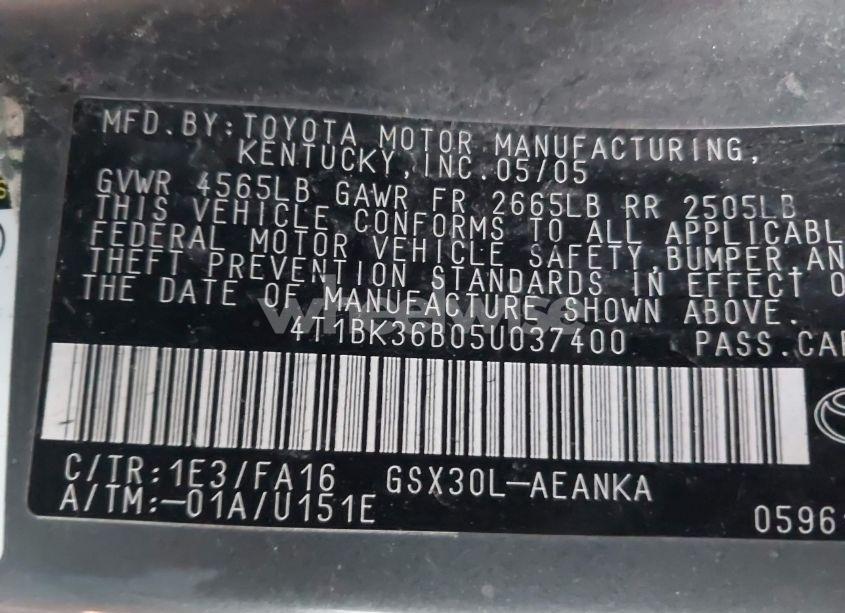 MFD.BY:TOYOTA MOTOR MANUFACTURING,
KENTUCKY,INC.05/05
GVWR 4565LB GAWR FR 2665LB RR 2505LB
THIS VEHICLE CONFORMS TO ALL APPLICABL
FEDERAL MOTOR VEHICLE SAFETY,BUMPER,AN
THEFT PREVENTION STANDARDS IN EFFECT O
THE DATE OF MANUFACTURE SHOWN ABOVE.
4T1BK36B05U037400 PASS.CAR
C/TR:1E3/FA16 GSX30L-AEANKA
A/TM:-01A/U151E 05961